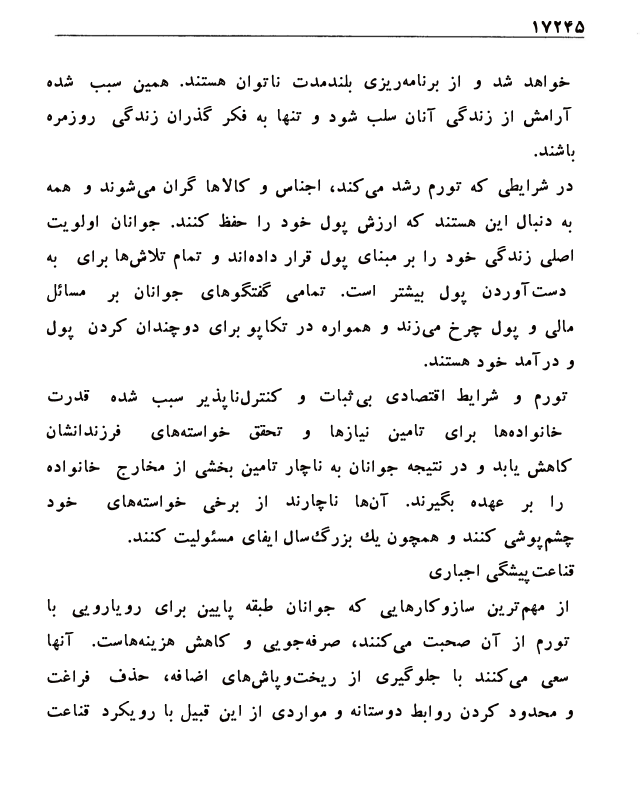 ۱۷۲۴۵
خواهد شد و از برنامه‌ریزی بلندمدت ناتوان هستند. همین سبب شده
آرامش از زندگی آنان سلب شود و تنها به فکر گذران زندگی روزمره
باشند.
در شرایطی که تورم رشد می‌کند، اجناس و کالاها گران می‌شوند و همه
به دنبال این هستند که ارزش پول خود را حفظ کنند. جوانان اولویت
اصلی زندگی خود را بر مبنای پول قرار داده‌اند و تمام تلاش‌ها برای به
دست‌آوردن پول بیشتر است. تمامی گفتگوهای جوانان بر مسائل
مالی و پول چرخ می‌زند و همواره در تکاپو برای دوچندان کردن پول
و درآمد خود هستند.
تورم و شرایط اقتصادی بی‌ثبات و کنترل‌ناپذیر سبب شده قدرت
خانواده‌ها برای تامین نیازها و تحقق خواسته‌های فرزندانشان
کاهش یابد و در نتیجه جوانان به ناچار تامین بخشی از مخارج خانواده
را بر عهده بگیرند. آن‌ها ناچارند از برخی خواسته‌های خود
چشم‌پوشی کنند و همچون یك بزرگ‌سال ایفای مسئولیت کنند.
قناعت‌پیشگی اجباری
از مهم‌ترین سازوکارهایی که جوانان طبقه پایین برای رویارویی با
تورم از آن صحبت می‌کنند، صرفه‌جویی و کاهش هزینه‌هاست. آنها
سعی می‌کنند با جلوگیری از ریخت‌وپاش‌های اضافه، حذف فراغت
و محدود کردن روابط دوستانه و مواردی از این قبیل با رویکرد قناعت